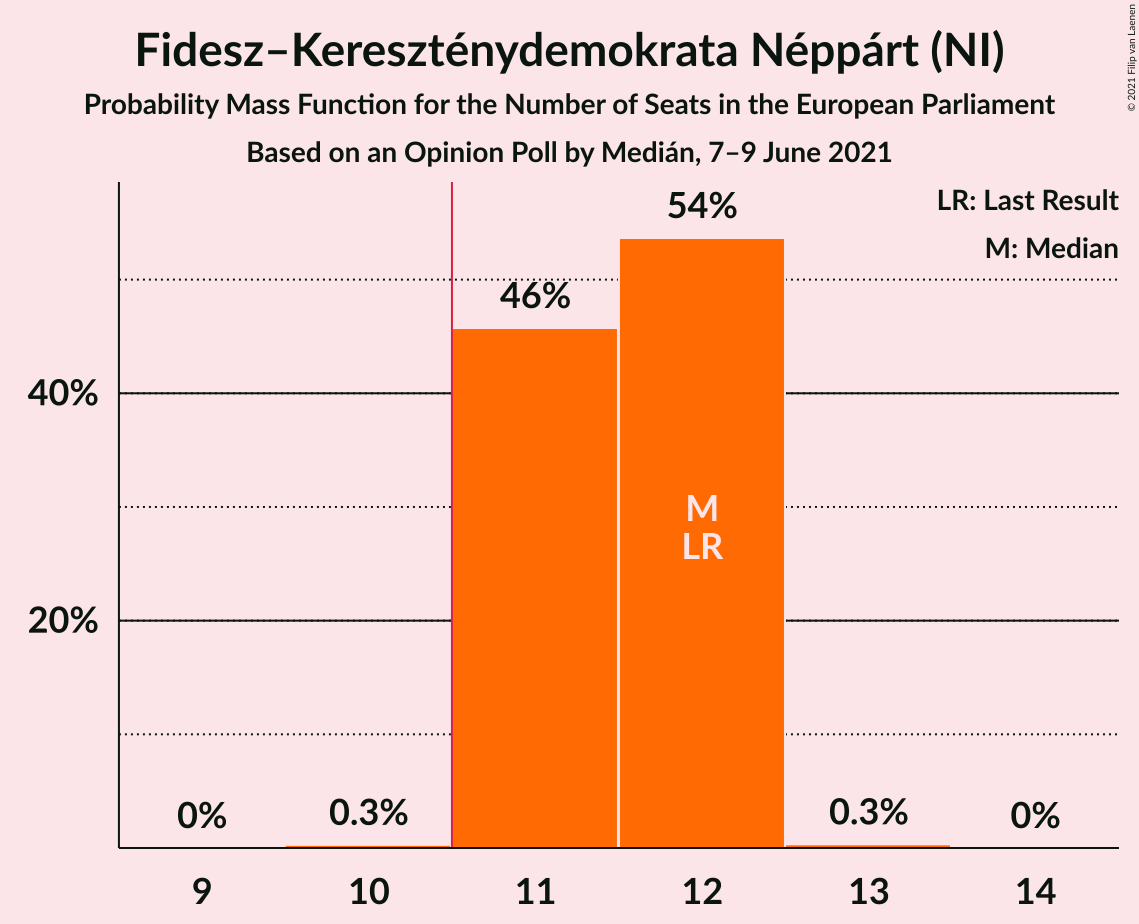 Fidesz–Kereszténydemokrata Néppárt (NI)
Probability Mass Function for the Number of Seats in the European Parliament
Based on an Opinion Poll by Medián, 7–9 June 2021
© 2021 Filip van Laenen
LR: Last Result
M: Median
54%
46%
40%
M
LR
20%
0%
0.3%
0.3%
0%
9
10
11
12
13
14